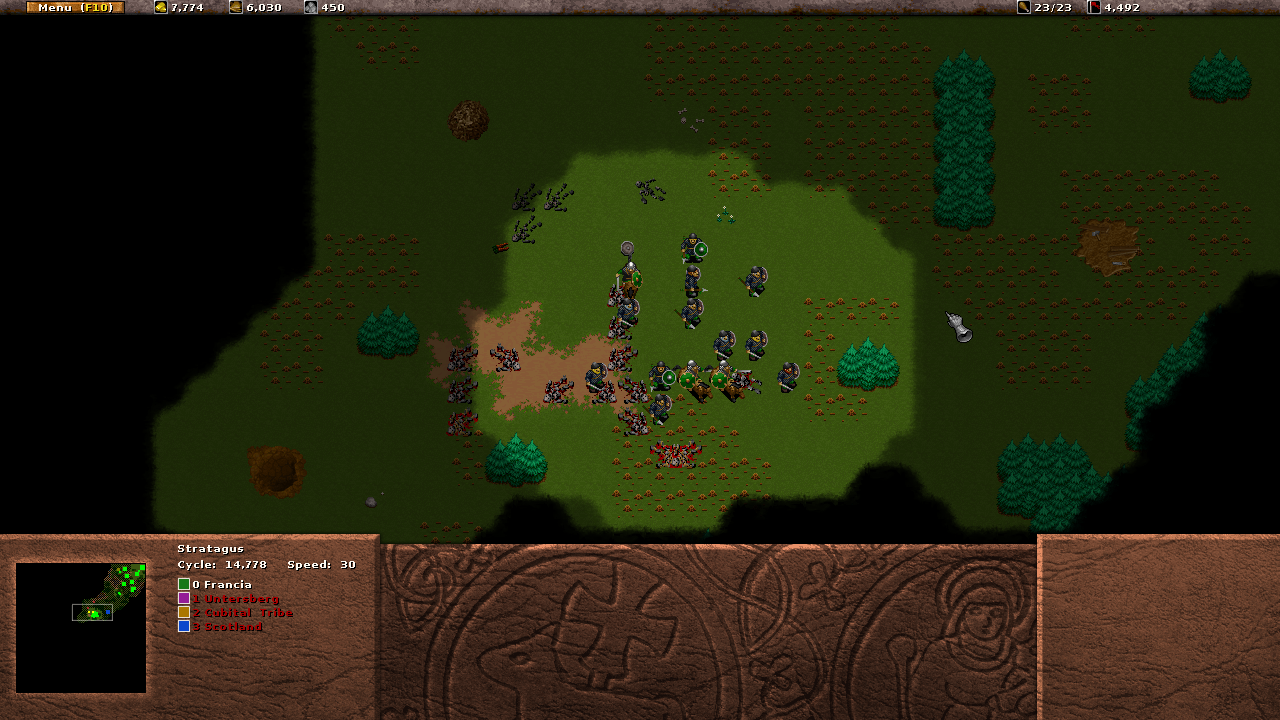 Menu (F10) 7,774 6,030 450 23/23 4,492
Stratagus
Cycle: 14,778 Speed: 30
0 Francia
1 Untersberg
2 Qubital Tribe
3 Scotland